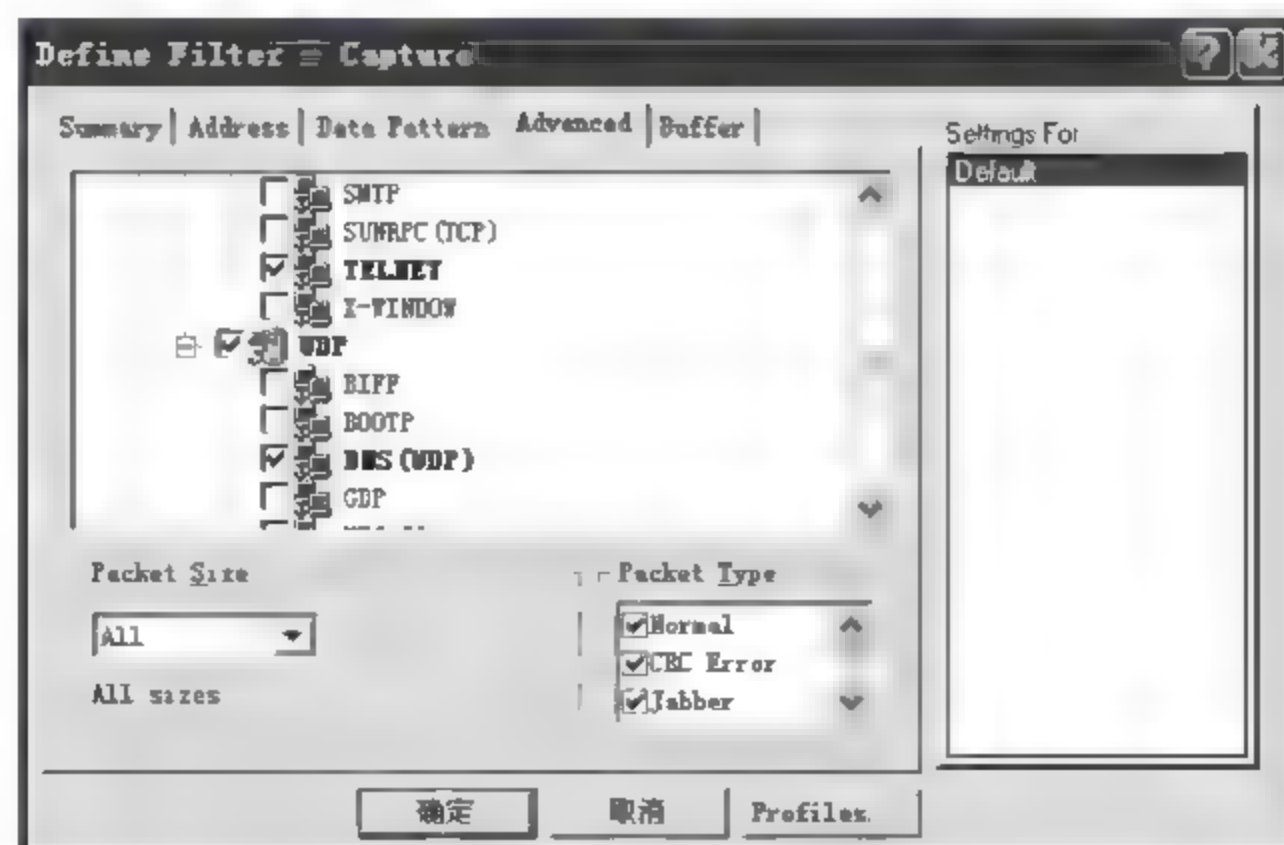 Define Filter - Capture
Summary Address Data Pattern Advanced Buffer
Settings For
Default
SMTP
SUNRPC (TCP)
TELNET
X-WINDOW
UDP
BIFF
BOOTP
DNS (UDP)
GDP
Packet Size
All
All sizes
Packet Type
Normal
CRC Error
Jabber
确定 取消 Profiles.